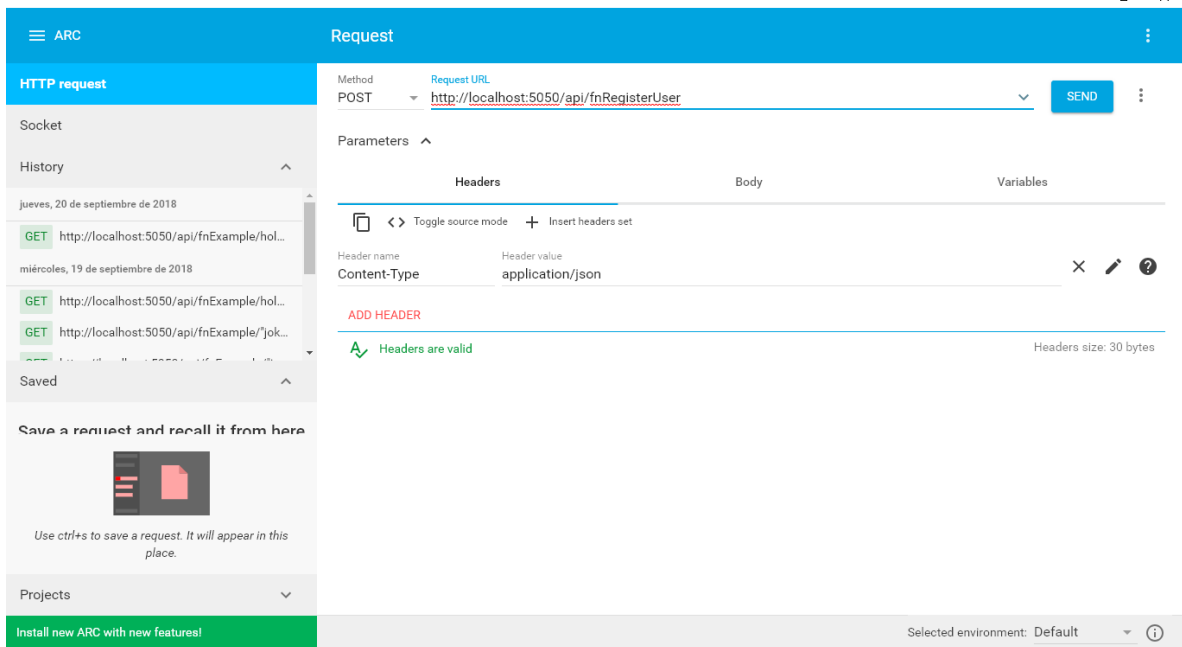 ARC
Request
HTTP request
Socket
History
jueves, 20 de septiembre de 2018
GET http://localhost:5050/api/fnExample/hol...
miércoles, 19 de septiembre de 2018
GET http://localhost:5050/api/fnExample/hol...
GET http://localhost:5050/api/fnExample/"jok...
Saved
Save a request and recall it from here
Use ctrl+s to save a request. It will appear in this
place.
Projects
Install new ARC with new features!
Method
Request URL
POST
http://localhost:5050/api/fnRegisterUser
SEND
Parameters
Headers
Body
Variables
Toggle source mode
Insert headers set
Header name
Header value
Content-Type
application/json
ADD HEADER
Headers are valid
Headers size: 30 bytes
Selected environment: Default